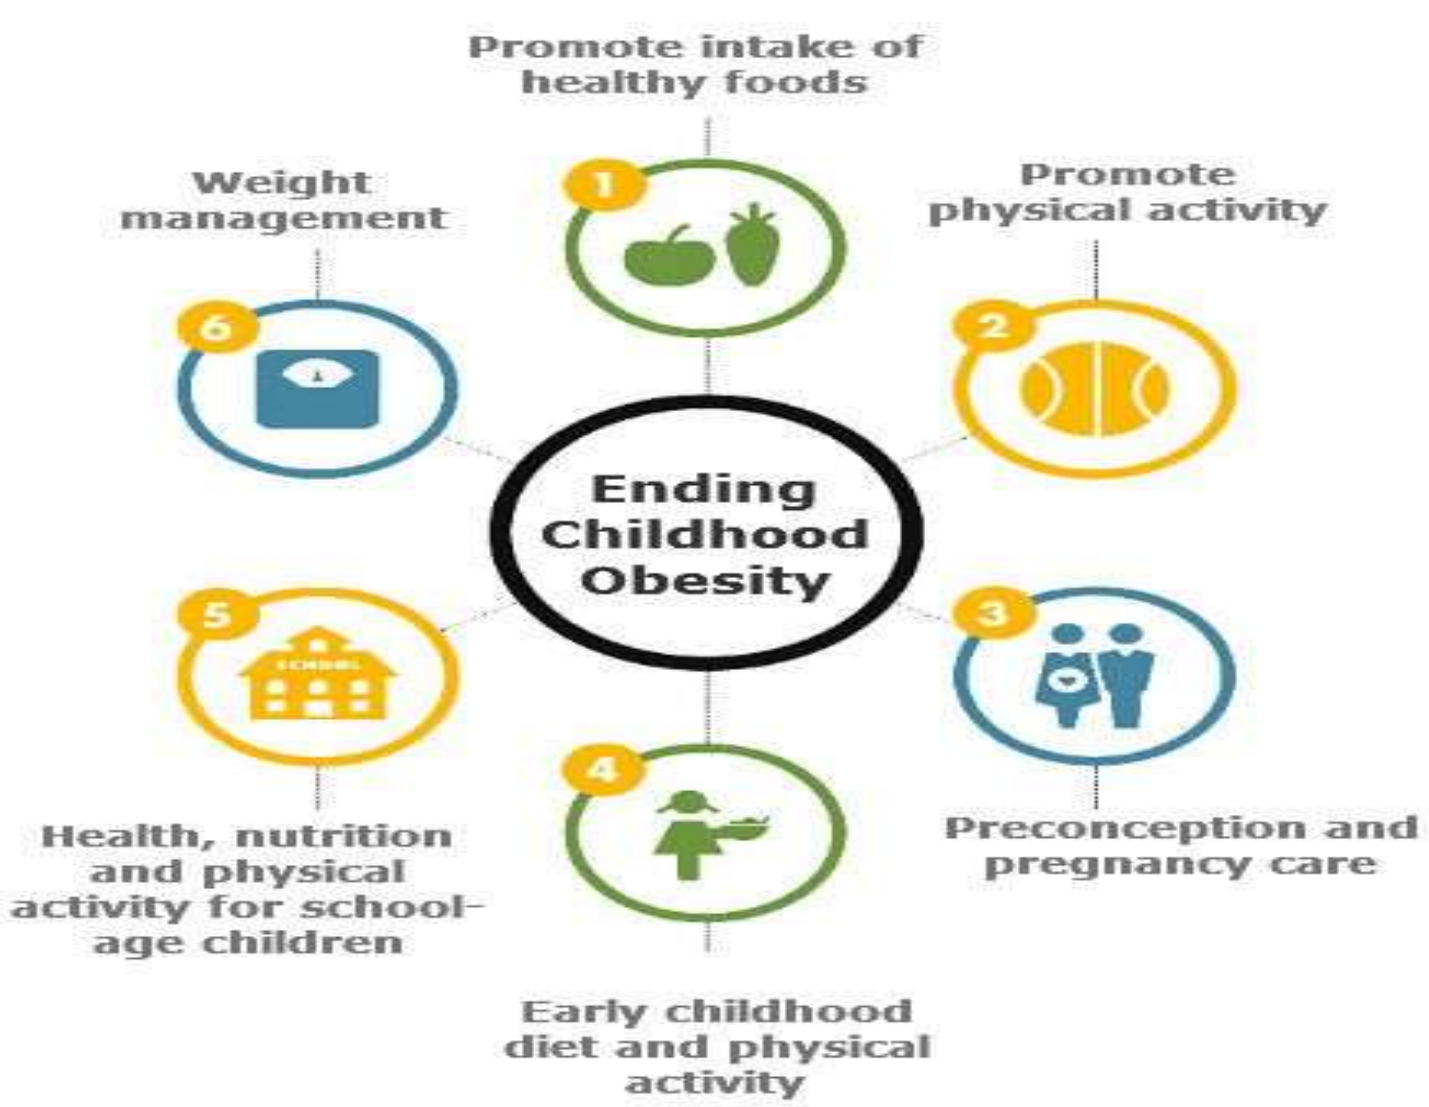 Promote intake of
healthy foods
1
Promote
physical activity
2
Preconception and
pregnancy care
3
Early childhood
diet and physical
activity
4
Health, nutrition
and physical
activity for school-
age children
5
SCHOOL
Weight
management
6
Ending
Childhood
Obesity